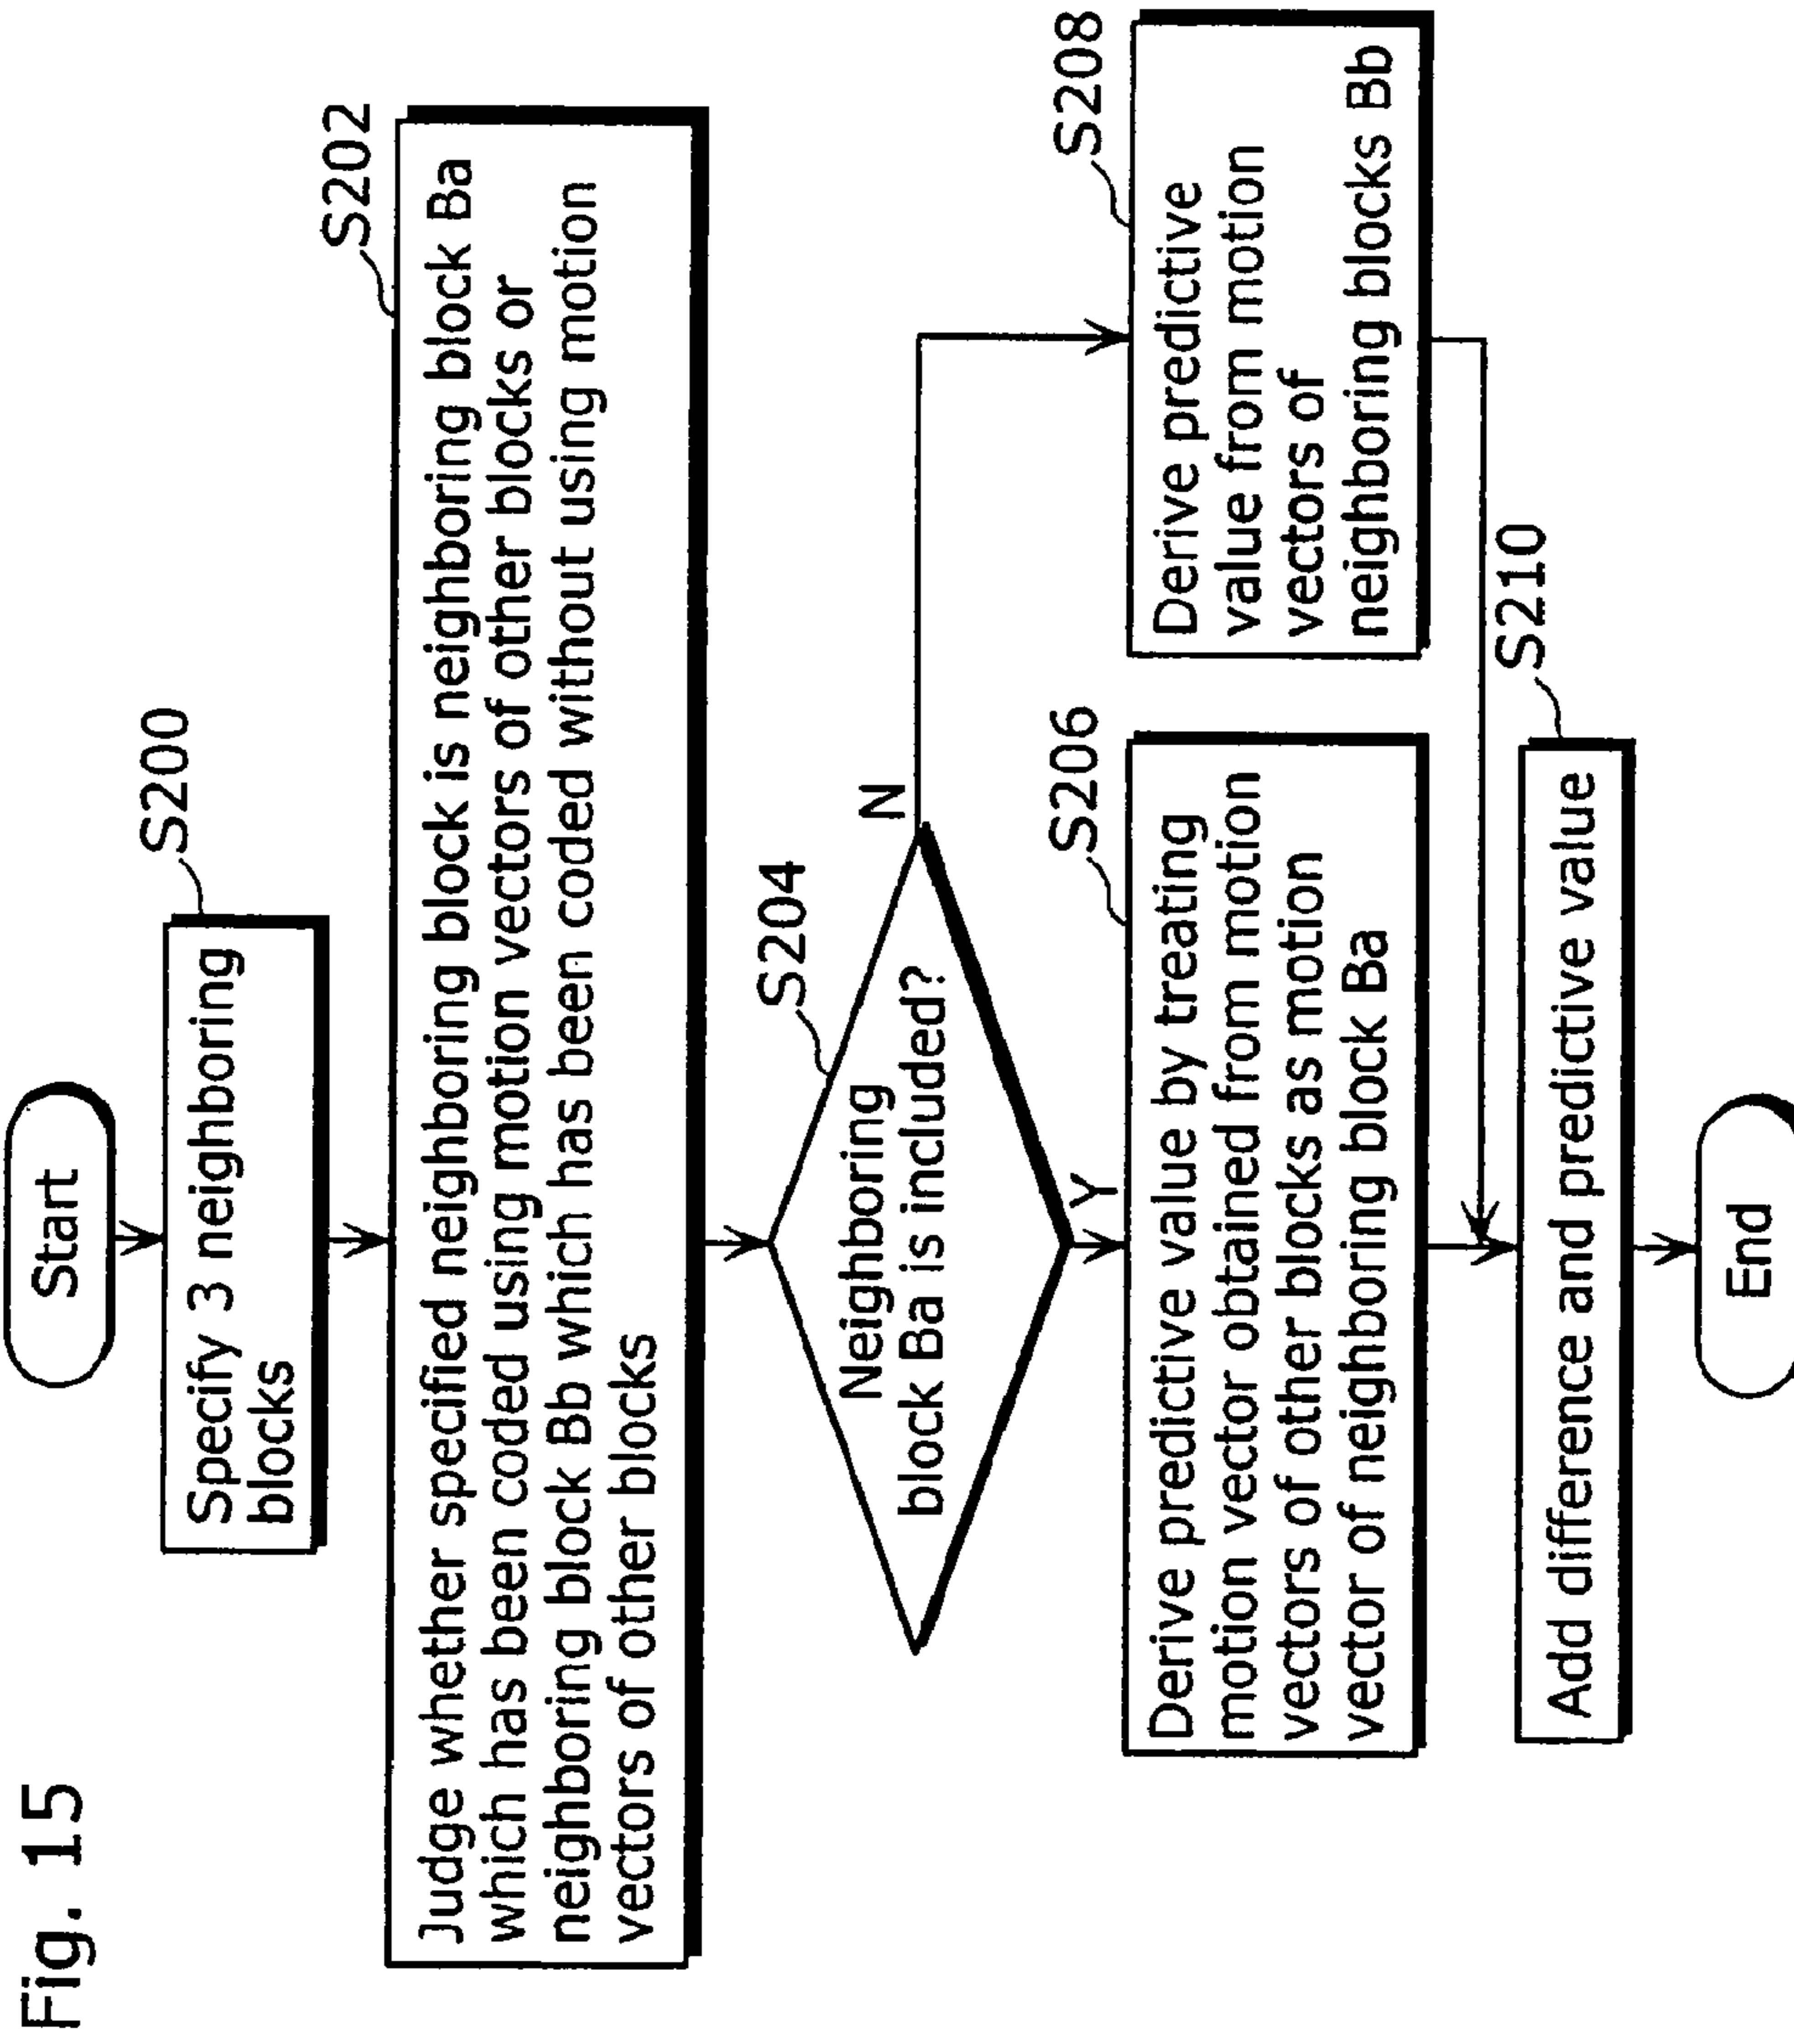 Fig. 15
Start
S200
Specify 3 neighboring
blocks
S202
Judge whether specified neighboring block is neighboring block Ba
which has been coded using motion vectors of other blocks or
neighboring block Bb which has been coded without using motion
vectors of other blocks
S204
Neighboring
block Ba is included?
N
Y
S206
Derive predictive value by treating
motion vector obtained from motion
vectors of other blocks as motion
vector of neighboring block Ba
S208
Derive predictive
value from motion
vectors of
neighboring blocks Bb
S210
Add difference and predictive value
End